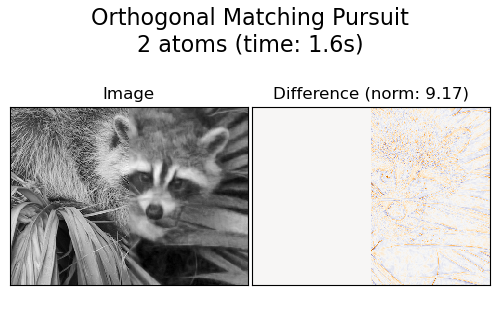 Orthogonal Matching Pursuit
2 atoms (time: 1.6s)
Image
Difference (norm: 9.17)